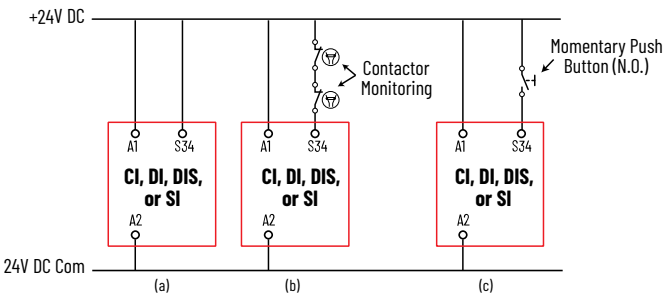 +24V DC
Contactor
Monitoring
Momentary Push
Button (N.O.)
A1
S34
A1
S34
A1
S34
CI, DI, DIS,
or SI
CI, DI, DIS,
or SI
CI, DI, DIS,
or SI
A2
A2
A2
24V DC Com
(a)
(b)
(c)